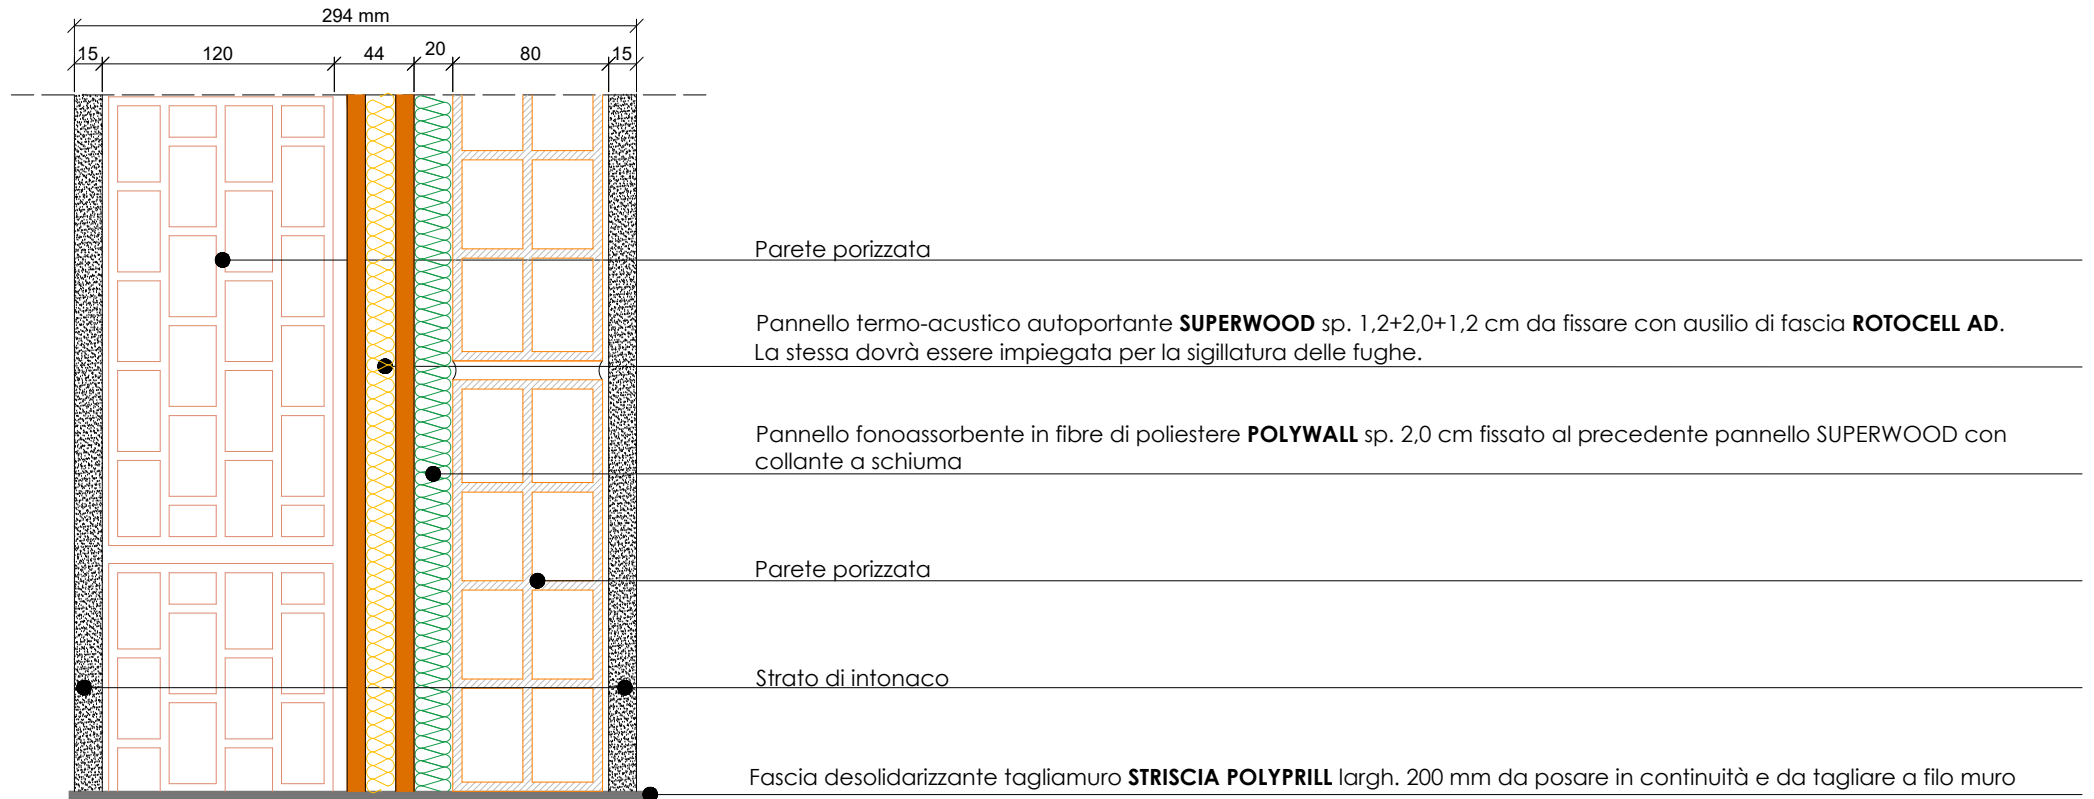 294 mm
15 120 44 20 80 15
Parete porizzata
Pannello termo-acustico autoportante SUPERWOOD sp. 1,2+2,0+1,2 cm da fissare con ausilio di fascia ROTOCELL AD.
La stessa dovrà essere impiegata per la sigillatura delle fughe.
Pannello fonoassorbente in fibre di poliestere POLYWALL sp. 2,0 cm fissato al precedente pannello SUPERWOOD con
collante a schiuma
Parete porizzata
Strato di intonaco
Fascia desolidarizzante tagliamuro STRISCIA POLYPRILL largh. 200 mm da posare in continuità e da tagliare a filo muro